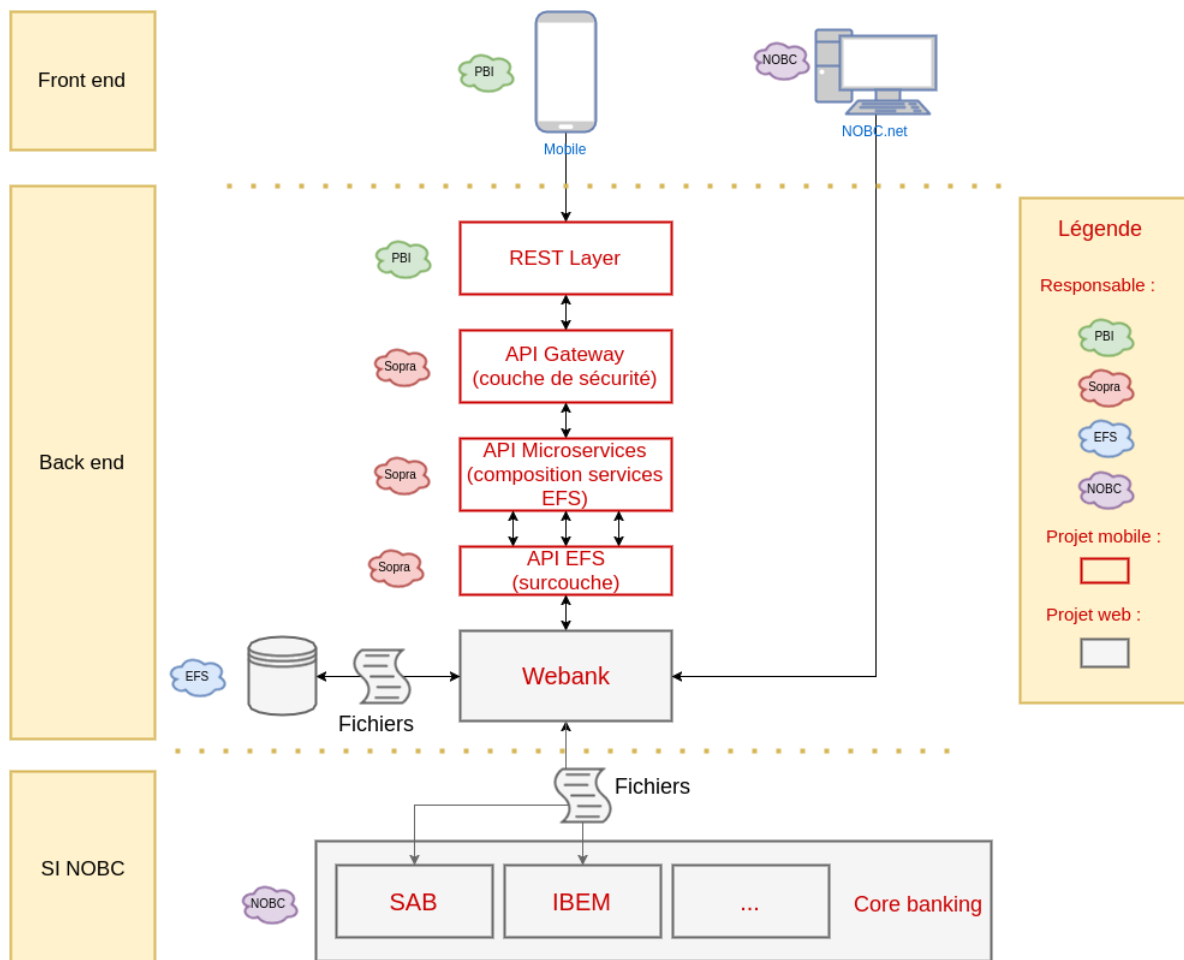 Front end
PBI
Mobile
NOBC
NOBC.net
Back end
PBI
REST Layer
Sopra
API Gateway
(couche de sécurité)
Sopra
API Microservices
(composition services
EFS)
Sopra
API EFS
(surcouche)
EFS
Fichiers
Webank
Légende
Responsable :
PBI
Sopra
EFS
NOBC
Projet mobile :
Projet web :
SI NOBC
Fichiers
NOBC
SAB
IBEM
...
Core banking